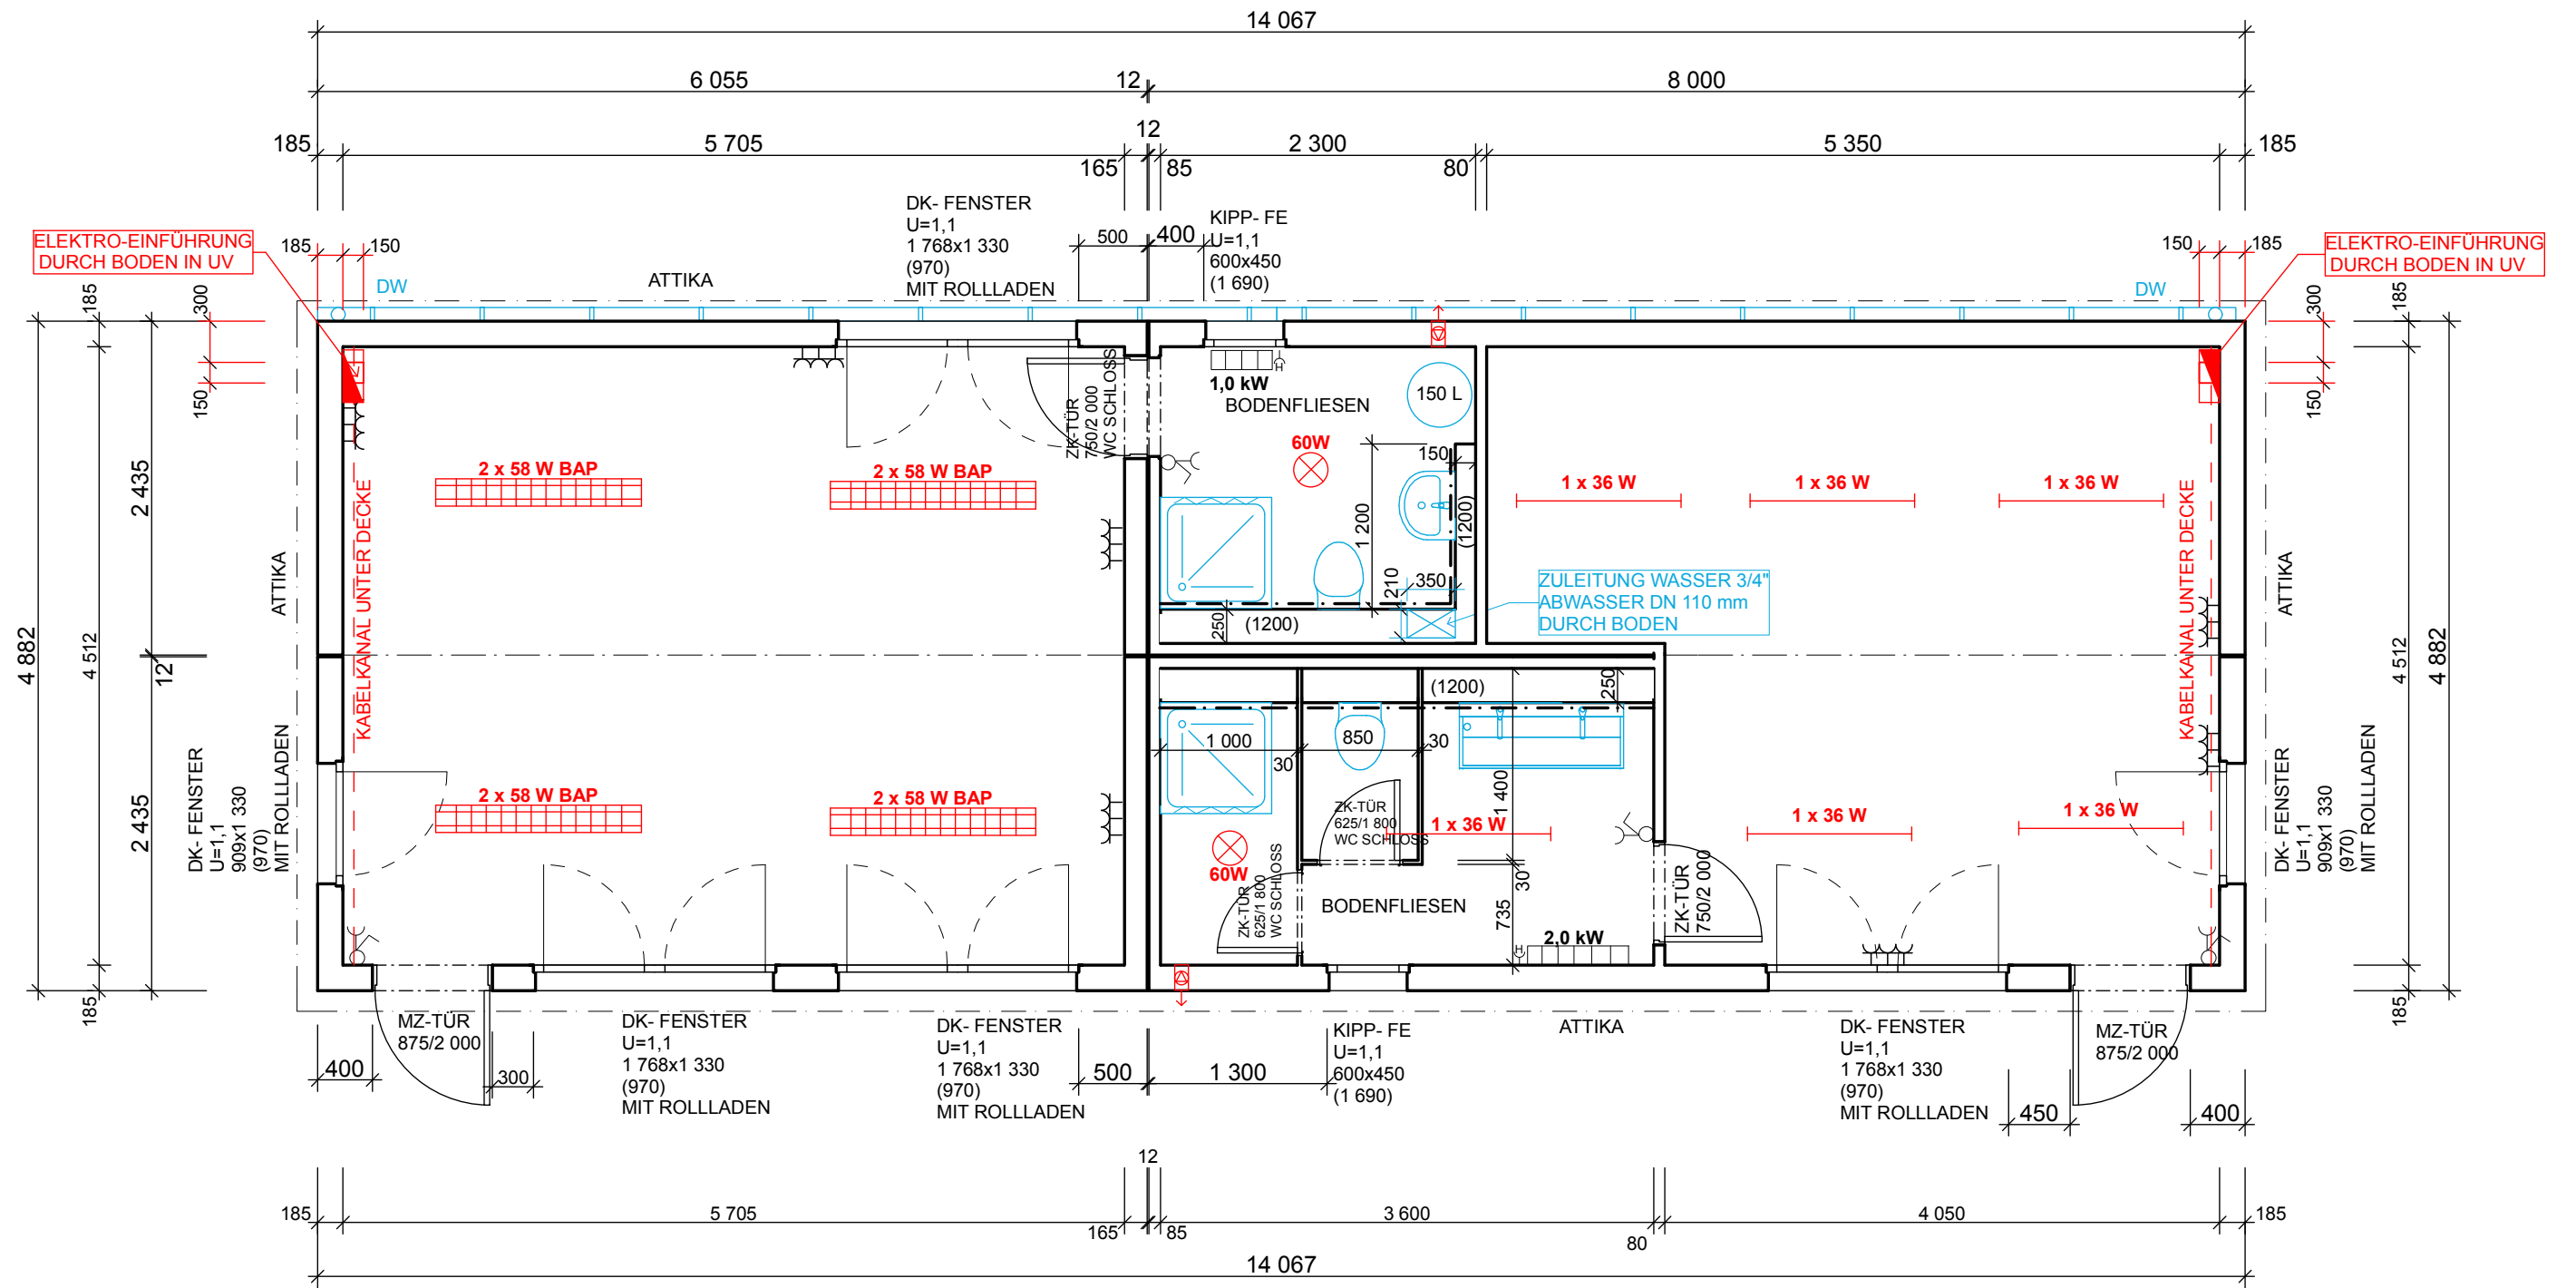 14 067
6 055
12
8 000
185
5 705
165
12
85
2 300
80
5 350
185
DK- FENSTER
U=1,1
1 768x1 330
(970)
MIT ROLLLADEN
500
400
KIPP- FE
U=1,1
600x450
(1 690)
ELEKTRO-EINFÜHRUNG
DURCH BODEN IN UV
185
150
DW
ATTIKA
150
185
ELEKTRO-EINFÜHRUNG
DURCH BODEN IN UV
DW
185
300
150
4 882
4 512
2 435
12
2 435
185
ATTIKA
KABELKANAL UNTER DECKE
DK- FENSTER
U=1,1
909x1 330
(970)
MIT ROLLLADEN
2 x 58 W BAP
2 x 58 W BAP
2 x 58 W BAP
2 x 58 W BAP
ZK-TÜR
750/2 000
WC SCHLOSS
1,0 kW
H
BODENFLIESEN
150 L
60W
150
1 200
(1200)
210
350
250
(1200)
ZULEITUNG WASSER 3/4"
ABWASSER DN 110 mm
DURCH BODEN
1 x 36 W
1 x 36 W
1 x 36 W
KABELKANAL UNTER DECKE
185
300
150
4 512
4 882
185
ATTIKA
DK- FENSTER
U=1,1
909x1 330
(970)
MIT ROLLLADEN
(1200)
250
1 000
30
850
30
1 400
ZK-TÜR
625/1 800
WC SCHLOSS
1 x 36 W
60W
ZK-TÜR
625/1 800
WC SCHLOSS
30
735
BODENFLIESEN
H
2,0 kW
ZK-TÜR
750/2 000
1 x 36 W
1 x 36 W
MZ-TÜR
875/2 000
400
300
DK- FENSTER
U=1,1
1 768x1 330
(970)
MIT ROLLLADEN
DK- FENSTER
U=1,1
1 768x1 330
(970)
MIT ROLLLADEN
500
1 300
KIPP- FE
U=1,1
600x450
(1 690)
ATTIKA
DK- FENSTER
U=1,1
1 768x1 330
(970)
MIT ROLLLADEN
MZ-TÜR
875/2 000
450
400
185
5 705
165
12
85
3 600
80
4 050
185
14 067